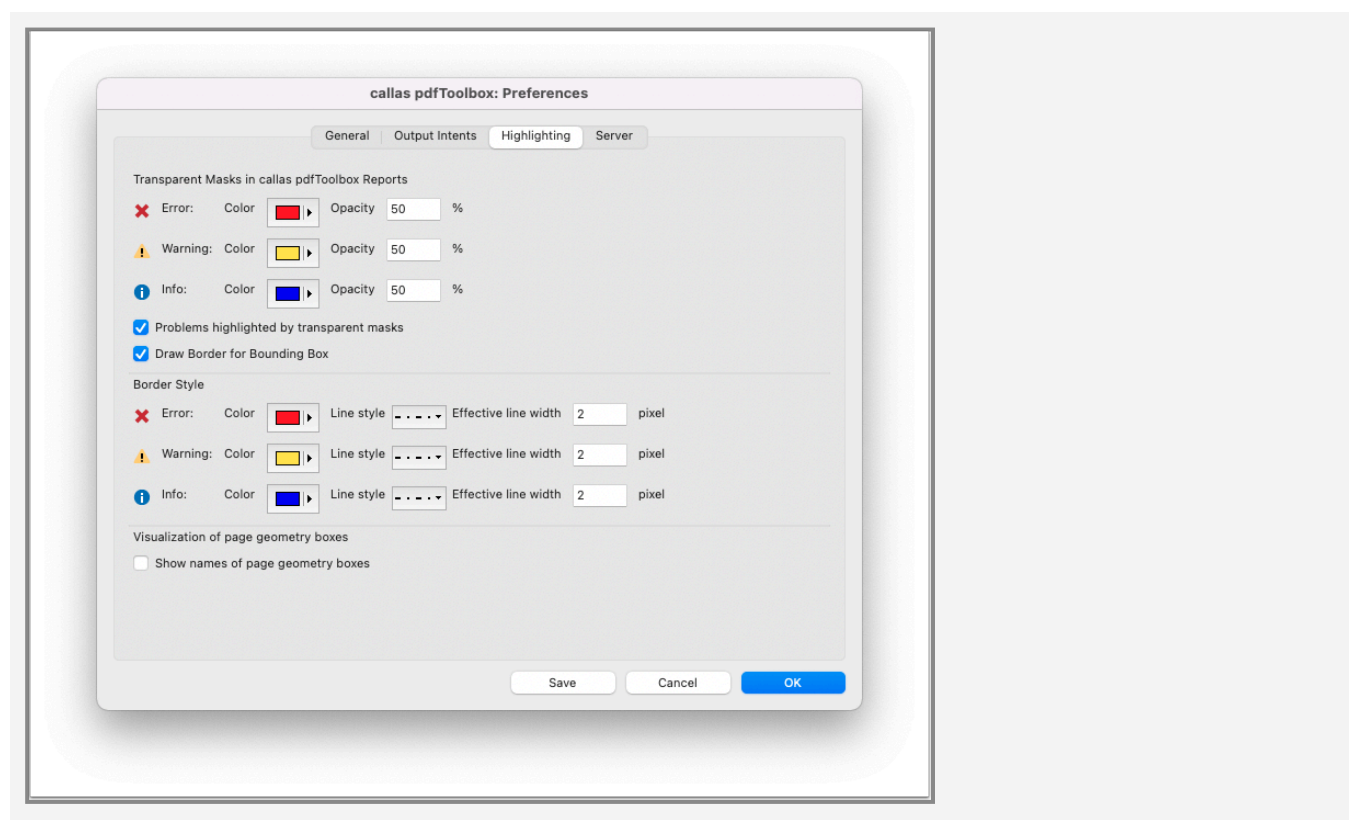 callas pdfToolbox: Preferences
General Output Intents Highlighting Server
Transparent Masks in callas pdfToolbox Reports
Error: Color Opacity 50 %
Warning: Color Opacity 50 %
Info: Color Opacity 50 %
Problems highlighted by transparent masks
Draw Border for Bounding Box
Border Style
Error: Color Line style Effective line width 2 pixel
Warning: Color Line style Effective line width 2 pixel
Info: Color Line style Effective line width 2 pixel
Visualization of page geometry boxes
Show names of page geometry boxes
Save Cancel OK